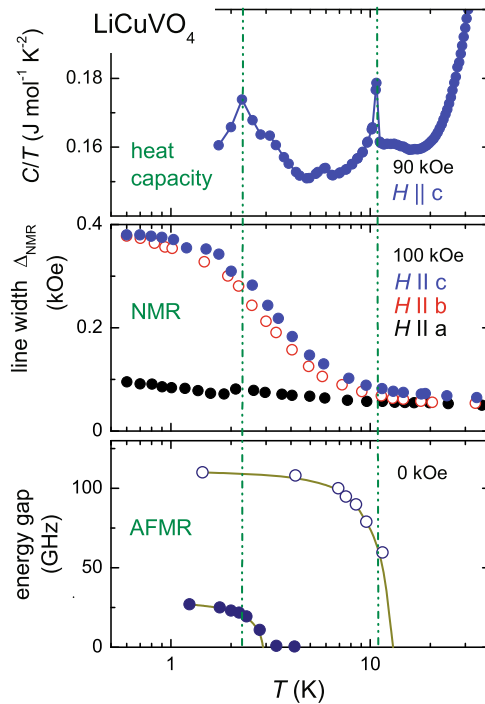 LiCuVO4
C/T (J mol⁻¹ K⁻²)
0.18
0.16
heat
capacity
90 kOe
H || c
line width ΔNMR
(kOe)
0.4
0.2
0
NMR
100 kOe
H II c
H II b
H II a
energy gap
(GHz)
100
50
0
AFMR
0 kOe
1
10
T (K)